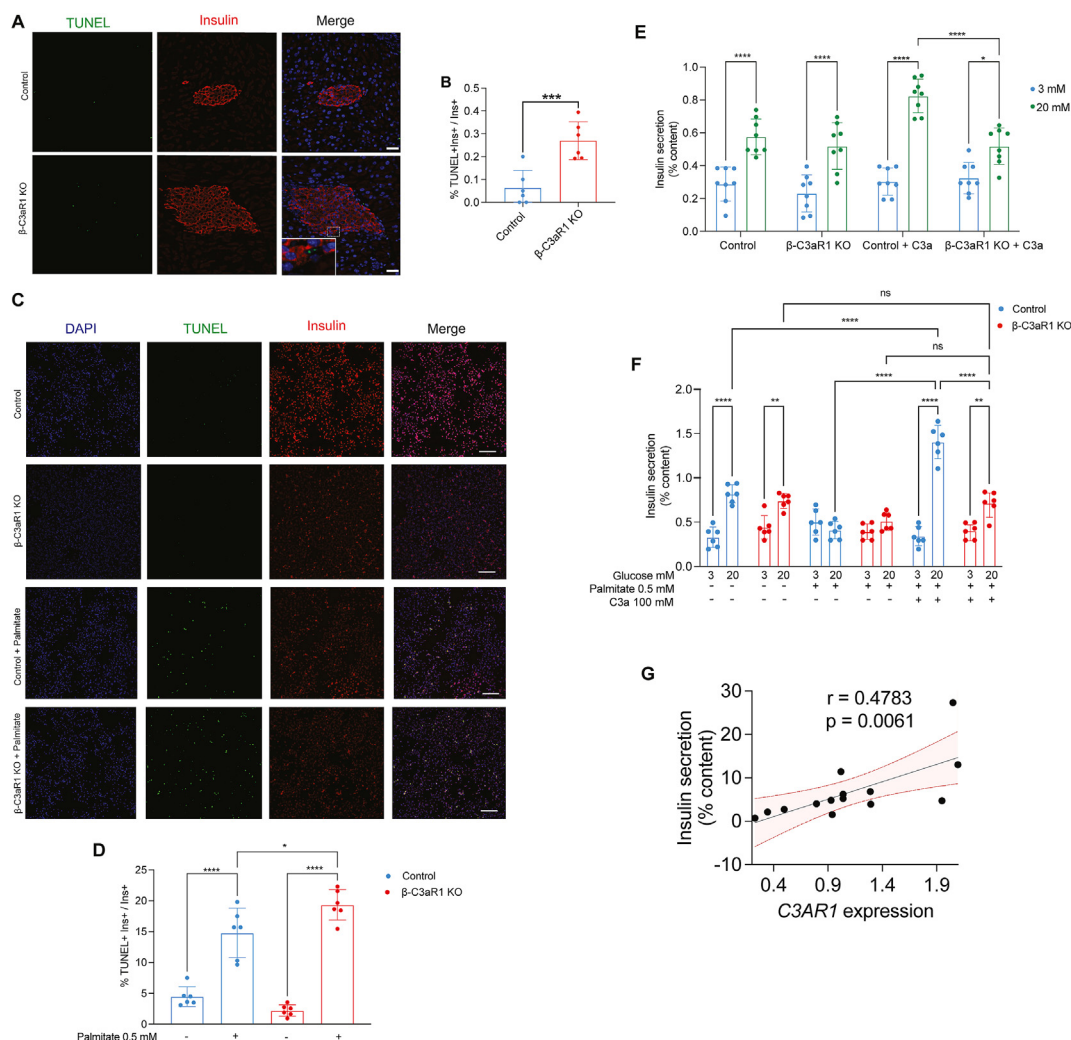 A
TUNEL
Insulin
Merge
Control
β-C3aR1 KO
B
***
% TUNEL+Ins+ / Ins+
0.5
0.4
0.3
0.2
0.1
0.0
Control
β-C3aR1 KO
C
DAPI
TUNEL
Insulin
Merge
Control
β-C3aR1 KO
Control + Palmitate
β-C3aR1 KO + Palmitate
D
% TUNEL+ Ins+ / Ins+
25
20
15
10
5
0
****
*
****
Control
β-C3aR1 KO
Palmitate 0.5 mM
- + - +
E
Insulin secretion
(% content)
1.0
0.8
0.6
0.4
0.2
0.0
****
****
****
****
*
3 mM
20 mM
Control
β-C3aR1 KO
Control + C3a
β-C3aR1 KO + C3a
F
Insulin secretion
(% content)
2.0
1.5
1.0
0.5
0.0
ns
****
ns
****
****
****
**
****
**
Control
β-C3aR1 KO
Glucose mM 3 20 3 20 3 20 3 20 3 20 3 20
Palmitate 0.5 mM - - - - + + + + + + + +
C3a 100 mM - - - - - - - - + + + +
G
Insulin secretion
(% content)
30
20
10
0
-10
r = 0.4783
p = 0.0061
0.4 0.9 1.4 1.9
C3AR1 expression